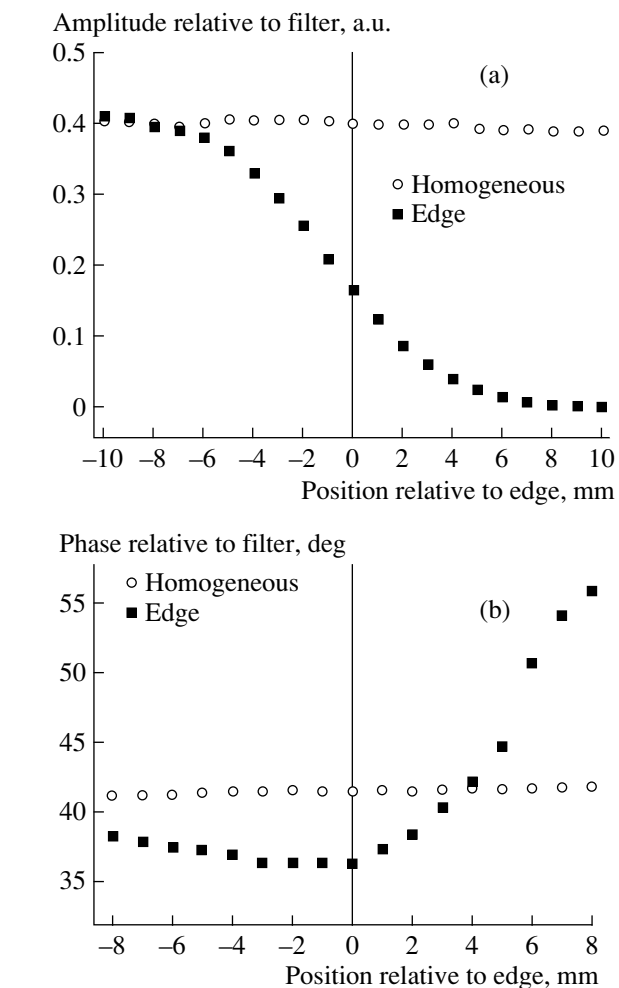 Amplitude relative to filter, a.u.
0.5
(a)
0.4
0.3
Homogeneous
Edge
0.2
0.1
0
–10 –8 –6 –4 –2 0 2 4 6 8 10
Position relative to edge, mm
Phase relative to filter, deg
Homogeneous
55
Edge
(b)
50
45
40
35
–8 –6 –4 –2 0 2 4 6 8
Position relative to edge, mm